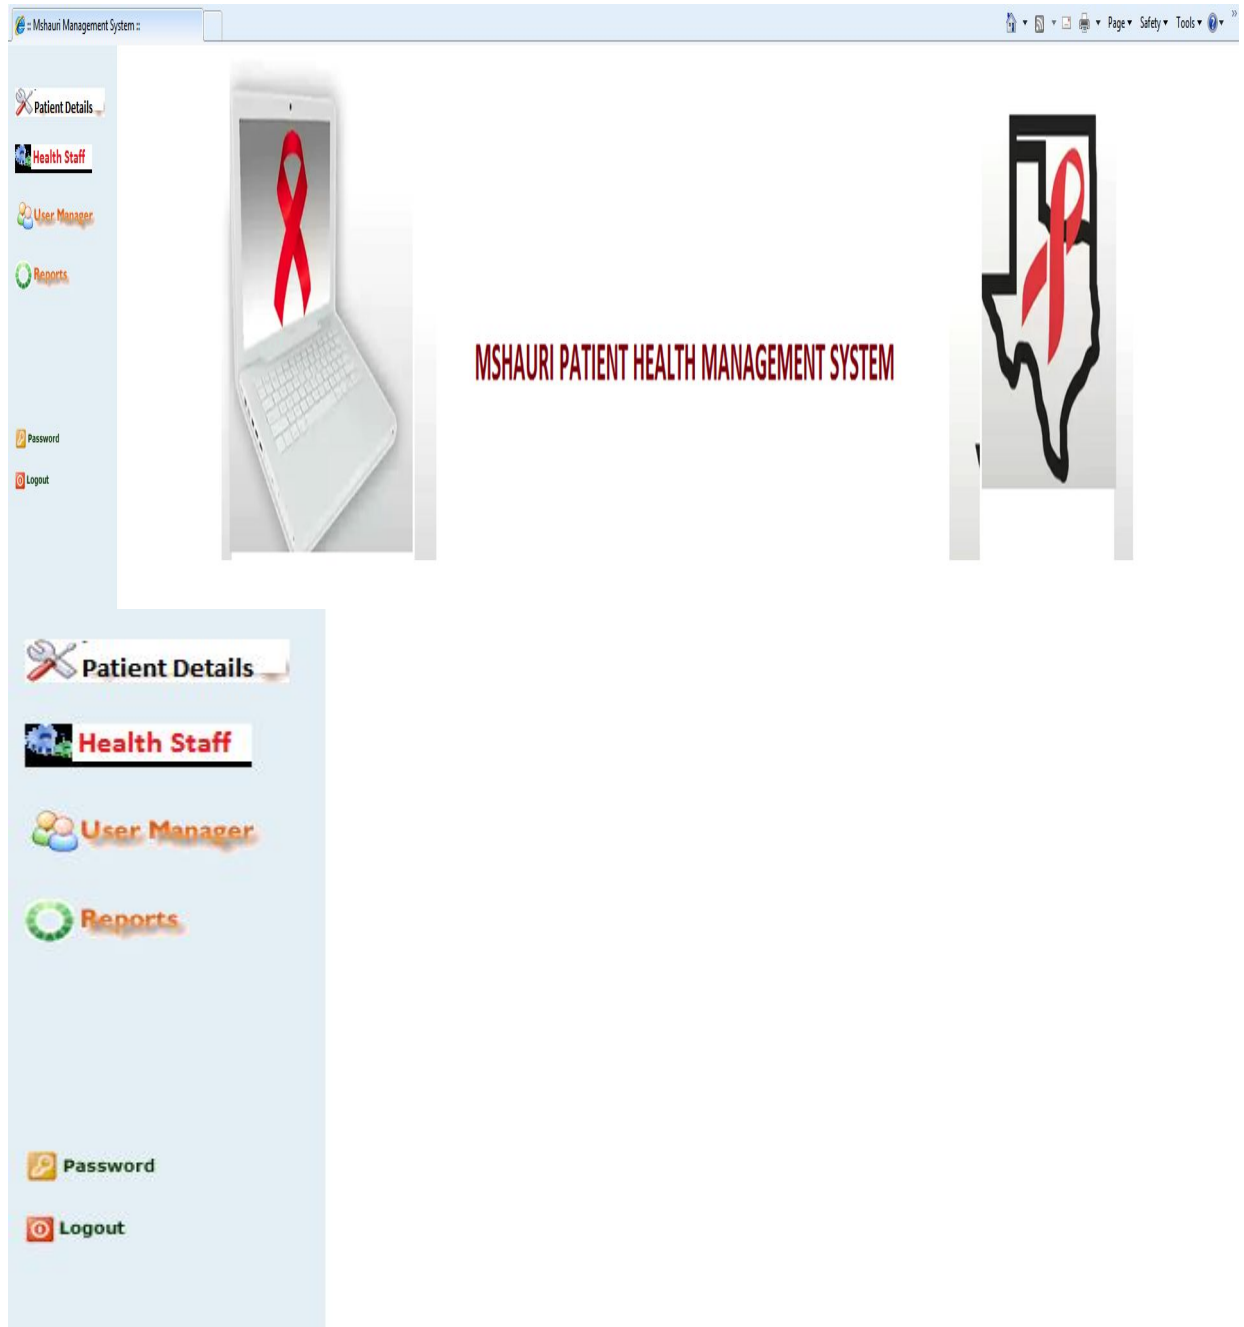 :: Mshauri Management System ::
Page Safety Tools
Patient Details
Health Staff
User Manager
Reports
MSHAURI PATIENT HEALTH MANAGEMENT SYSTEM
Password
Logout
Patient Details
Health Staff
User Manager
Reports
Password
Logout